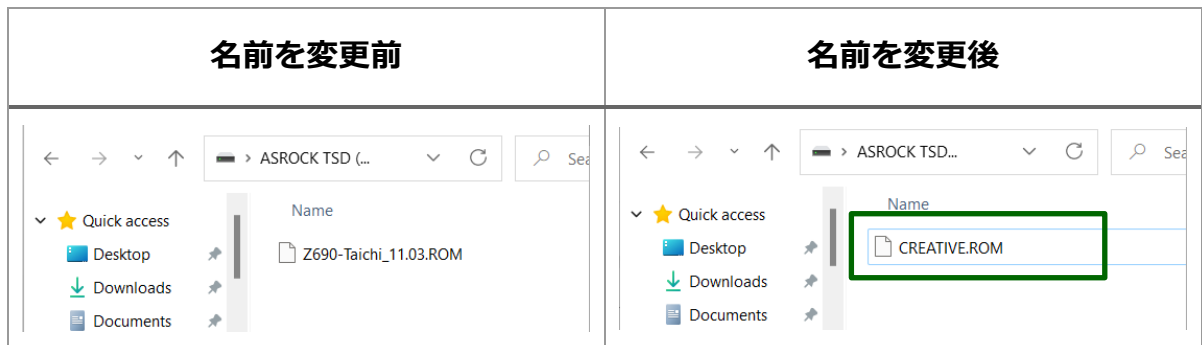 名前を変更前
名前を変更後
ASROCK TSD (...
Sea
Quick access
Desktop
Downloads
Documents
Name
Z690-Taichi_11.03.ROM
ASROCK TSD...
Sea
Quick access
Desktop
Downloads
Documents
Name
CREATIVE.ROM